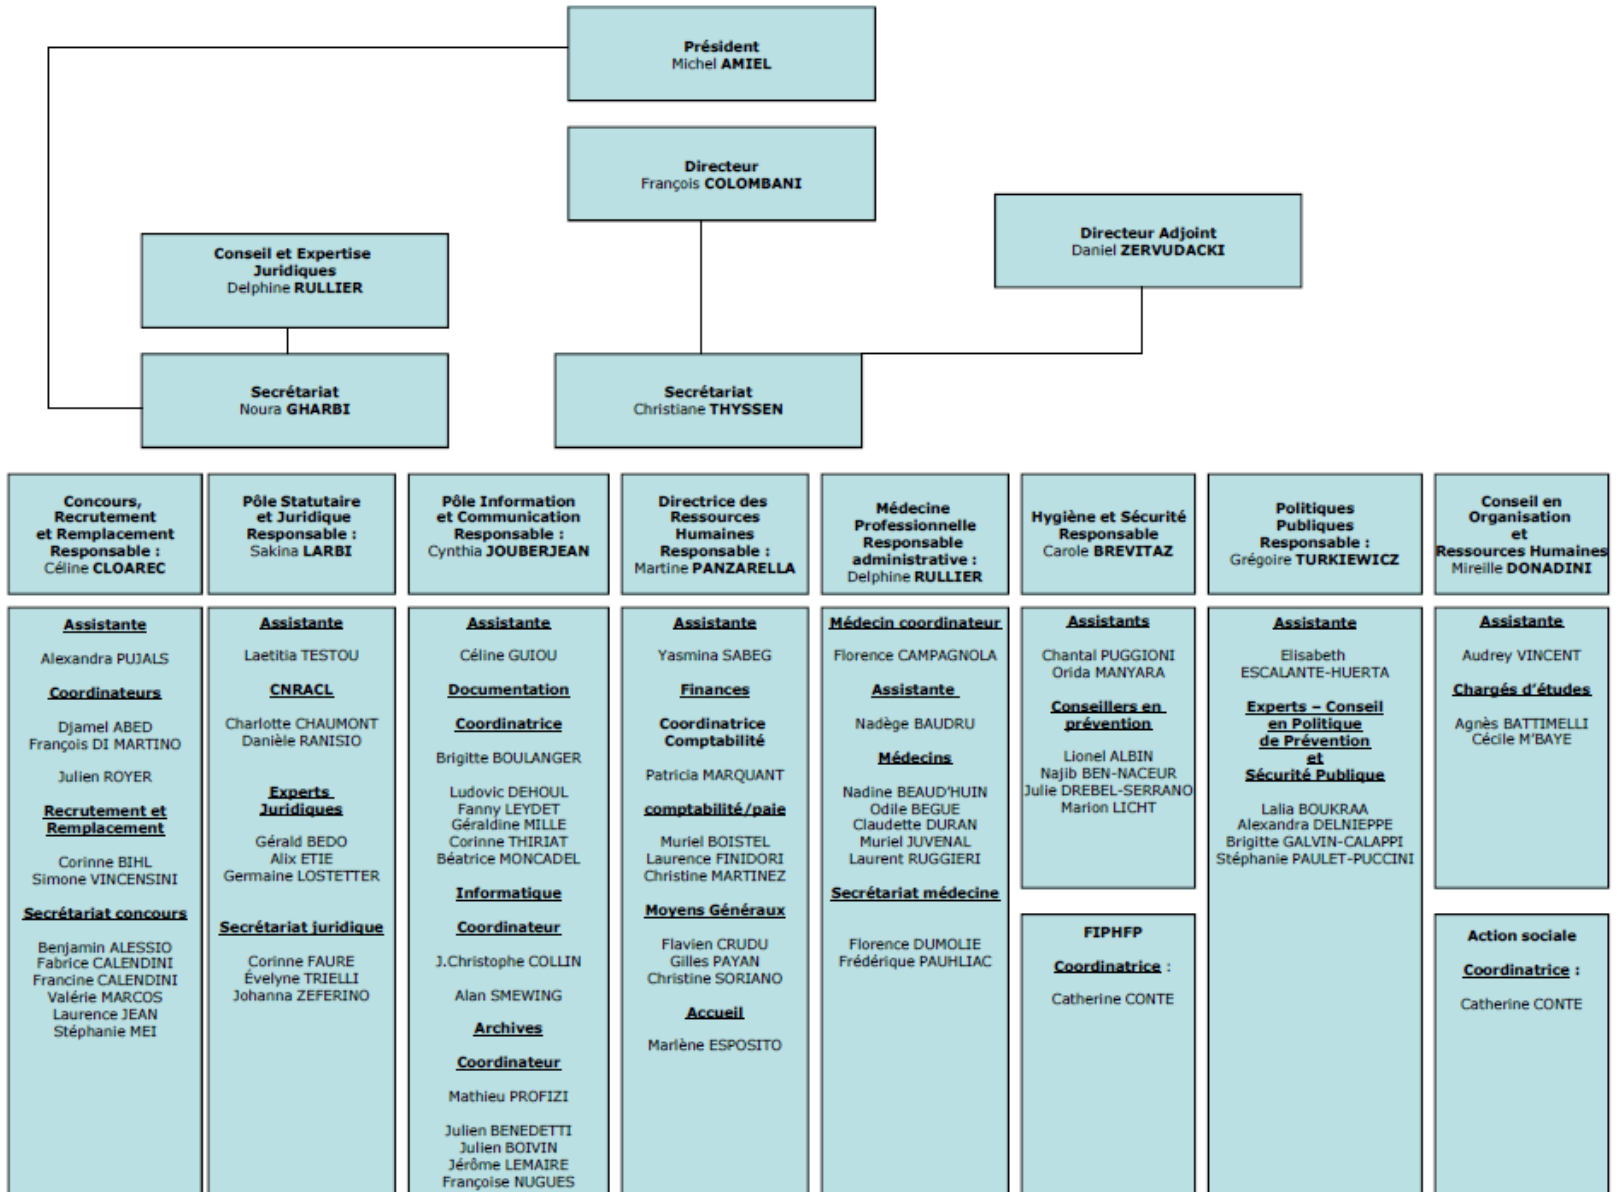 Président
Michel AMIEL
Directeur
François COLOMBANI
Directeur Adjoint
Daniel ZERVUDACKI
Conseil et Expertise
Juridiques
Delphine RULLIER
Secrétariat
Noura GHARBI
Secrétariat
Christiane THYSSEN
Concours,
Recrutement
et Remplacement
Responsable :
Céline CLOAREC
Assistante
Alexandra PUJALS
Coordinateurs
Djamel ABED
François DI MARTINO
Julien ROYER
Recrutement et
Remplacement
Corinne BIHL
Simone VINCENSINI
Secrétariat concours
Benjamin ALESSIO
Fabrice CALENDINI
Francine CALENDINI
Valérie MARCOS
Laurence JEAN
Stéphanie MEI
Pôle Statutaire
et Juridique
Responsable :
Sakina LARBI
Assistante
Laetitia TESTOU
CNRACL
Charlotte CHAUMONT
Danièle RANISIO
Experts
Juridiques
Gérald BEDO
Alix ETIE
Germaine LOSTETTER
Secrétariat juridique
Corinne FAURE
Évelyne TRIELLI
Johanna ZEFERINO
Pôle Information
et Communication
Responsable :
Cynthia JOUBERJEAN
Assistante
Céline GUIOU
Documentation
Coordinatrice
Brigitte BOULANGER
Ludovic DEHOUL
Fanny LEYDET
Géraldine MILLE
Corinne THIRIAT
Béatrice MONCADEL
Informatique
Coordinateur
J.Christophe COLLIN
Alan SMEWING
Archives
Coordinateur
Mathieu PROFIZI
Julien BENEDETTI
Julien BOIVIN
Jérôme LEMAIRE
Françoise NUGUES
Directrice des
Ressources
Humaines
Responsable :
Martine PANZARELLA
Assistante
Yasmina SABEG
Finances
Coordinatrice
Comptabilité
Patricia MARQUANT
comptabilité/paie
Muriel BOISTEL
Laurence FINIDORI
Christine MARTINEZ
Moyens Généraux
Flavien CRUDU
Gilles PAYAN
Christine SORIANO
Accueil
Marlène ESPOSITO
Médecine
Professionnelle
Responsable
administrative :
Delphine RULLIER
Médecin coordinateur
Florence CAMPAGNOLA
Assistante
Nadège BAUDRU
Médecins
Nadine BEAUD'HUIN
Odile BEGUE
Claudette DURAN
Muriel JUVENAL
Laurent RUGGIERI
Secrétariat médecine
Florence DUMOLIE
Frédérique PAUHLIAC
Hygiène et Sécurité
Responsable
Carole BREVITAZ
Assistants
Chantal PUGGIONI
Orida MANYARA
Conseillers en
prévention
Lionel ALBIN
Najib BEN-NACEUR
Julie DREBEL-SERRANO
Marion LICHT
FIPHFP
Coordinatrice :
Catherine CONTE
Politiques
Publiques
Responsable :
Grégoire TURKIEWICZ
Assistante
Elisabeth
ESCALANTE-HUERTA
Experts – Conseil
en Politique
de Prévention
et
Sécurité Publique
Lalia BOUKRAA
Alexandra DELNIEPPE
Brigitte GALVIN-CALAPPI
Stéphanie PAULET-PUCCINI
Conseil en
Organisation
et
Ressources Humaines
Mireille DONADINI
Assistante
Audrey VINCENT
Chargés d'études
Agnès BATTIMELLI
Cécile M'BAYE
Action sociale
Coordinatrice :
Catherine CONTE